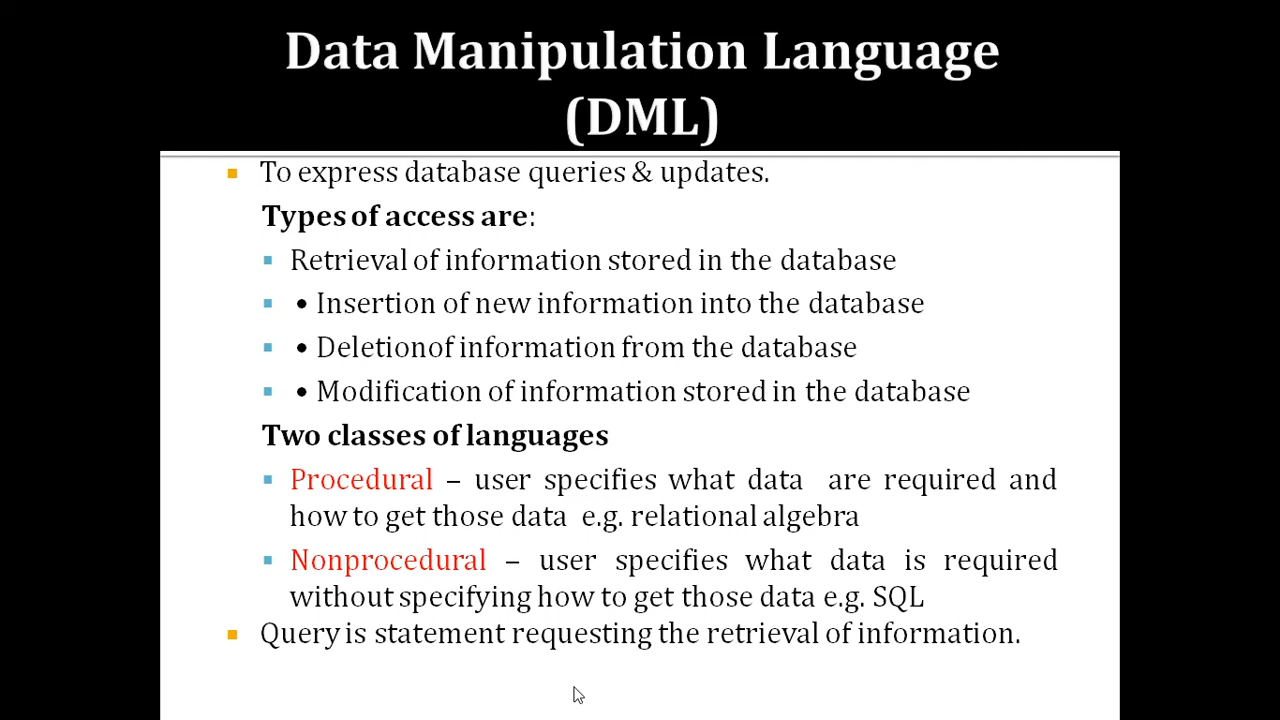 Data Manipulation Language
(DML)
To express database queries & updates.
Types of access are:
Retrieval of information stored in the database
• Insertion of new information into the database
• Deletionof information from the database
• Modification of information stored in the database
Two classes of languages
Procedural – user specifies what data are required and
how to get those data e.g. relational algebra
Nonprocedural – user specifies what data is required
without specifying how to get those data e.g. SQL
Query is statement requesting the retrieval of information.